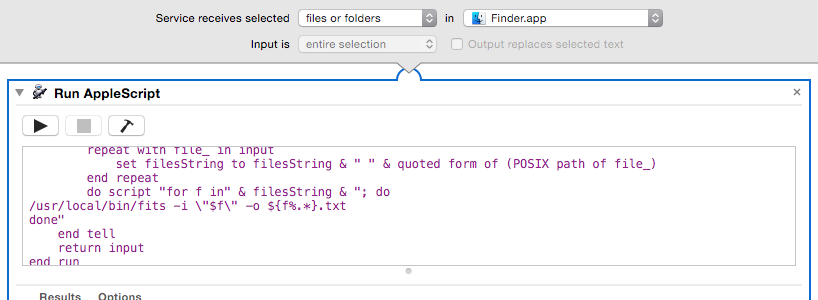 Service receives selected files or folders in Finder.app
Input is entire selection Output replaces selected text
Run AppleScript
repeat with file_ in input
set filesString to filesString & " " & quoted form of (POSIX path of file_)
end repeat
do script "for f in" & filesString & "; do
/usr/local/bin/fits -i \"$f\" -o ${f%.*}.txt
done"
end tell
return input
end run
Results Options